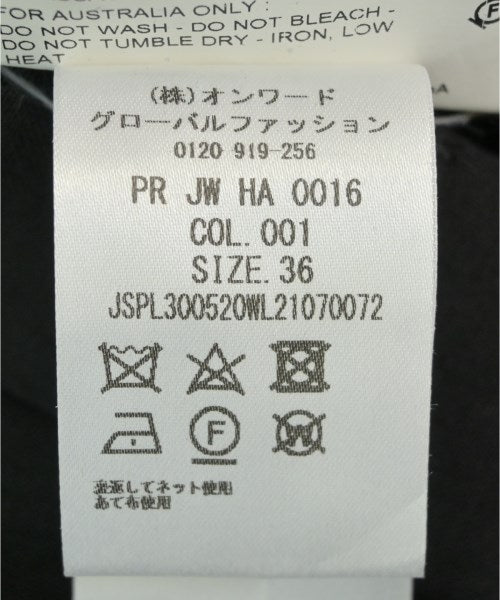 FOR AUSTRALIA ONLY :
DO NOT WASH - DO NOT BLEACH -
DO NOT TUMBLE DRY - IRON, LOW
HEAT
F
(株)オンワード
グローバルファッション
0120 919-256
PR JW HA 0016
COL. 001
SIZE. 36
JSPL300520WL21070072
F
W
裏返してネット使用
あて布使用